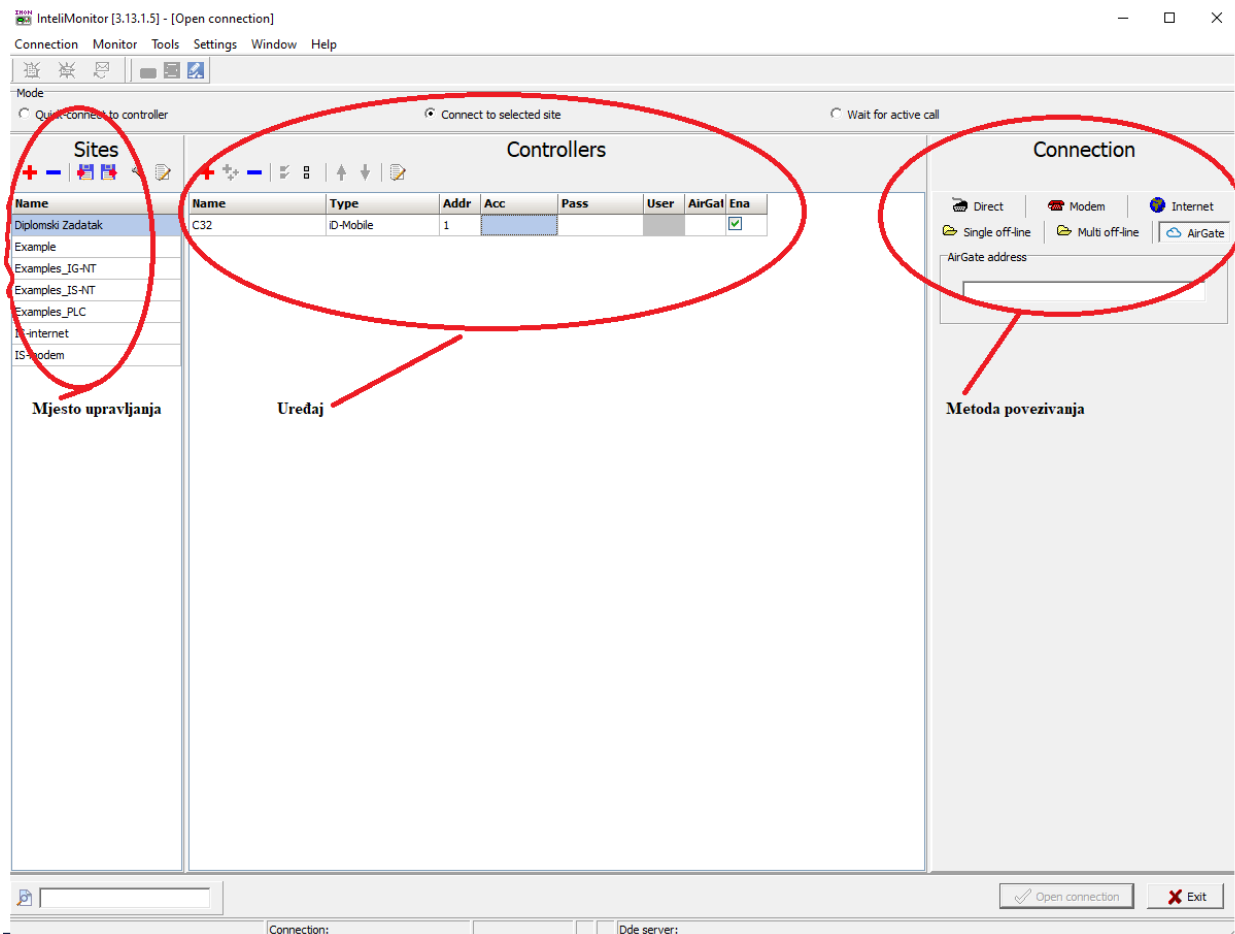 InteliMonitor [3.13.1.5] - [Open connection]
Connection Monitor Tools Settings Window Help
Mode
Quick-connect to controller Connect to selected site Wait for active call
Sites Controllers Connection
Name Name Type Addr Acc Pass User AirGat Ena
Direct Modem Internet
Diplomski Zadatak C32 iD-Mobile 1
Single off-line Multi off-line AirGate
Example
AirGate address
Examples_IG-NT
Examples_IS-NT
Examples_PLC
IS-internet
IS-modem
Mjesto upravljanja Uređaj Metoda povezivanja
Open connection Exit
Connection: Dde server: